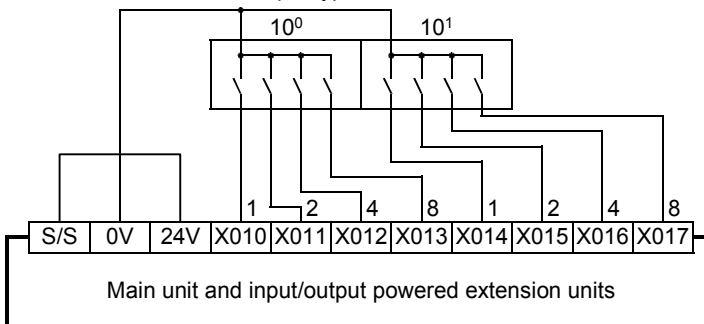 10⁰ 10¹
1 2 4 8 1 2 4 8
S/S 0V 24V X010 X011 X012 X013 X014 X015 X016 X017
Main unit and input/output powered extension units